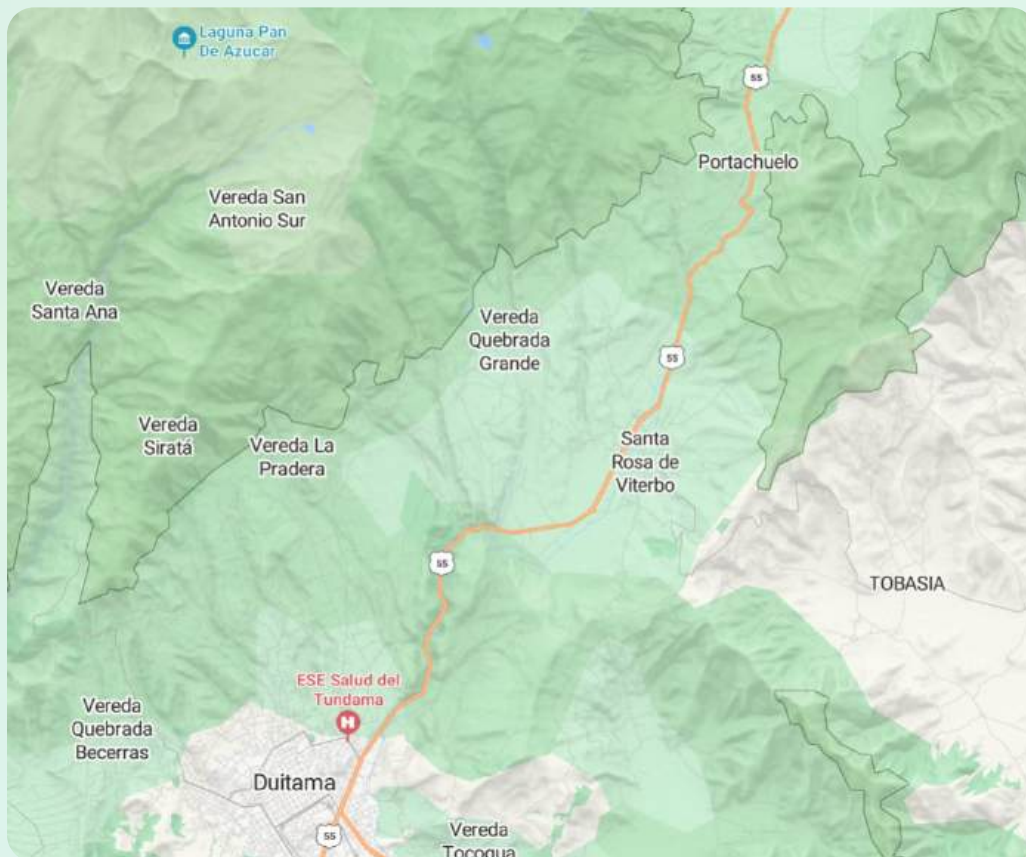 Laguna Pan
De Azucar
55
Portachuelo
Vereda San
Antonio Sur
Vereda
Santa Ana
Vereda
Quebrada
Grande
55
Vereda
Siratá
Vereda La
Pradera
Santa
Rosa de
Viterbo
55
TOBASIA
ESE Salud del
Tundama
H
Vereda
Quebrada
Becerras
Duitama
55
Vereda
Tocogua